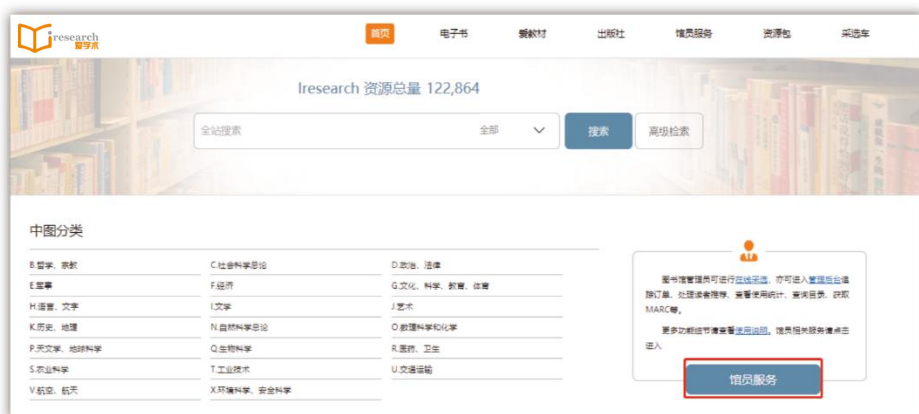 iresearch
爱学术
首页 电子书 爱教材 出版社 馆员服务 资源包 采选车
Iresearch 资源总量 122,864
全站搜索 全部 搜索 高级检索
中图分类
B.哲学、宗教 C.社会科学总论 D.政治、法律
E.军事 F.经济 G.文化、科学、教育、体育
H.语言、文字 I.文学 J.艺术
K.历史、地理 N.自然科学总论 O.数理科学和化学
P.天文学、地球科学 Q.生物科学 R.医药、卫生
S.农业科学 T.工业技术 U.交通运输
V.航空、航天 X.环境科学、安全科学
图书馆管理员可进行在线采选，亦可进入管理后台追
踪订单、处理读者推荐、查看使用统计、查询目录、获取
MARC等。
更多功能细节请查看使用说明，馆员相关服务请点击
进入
馆员服务